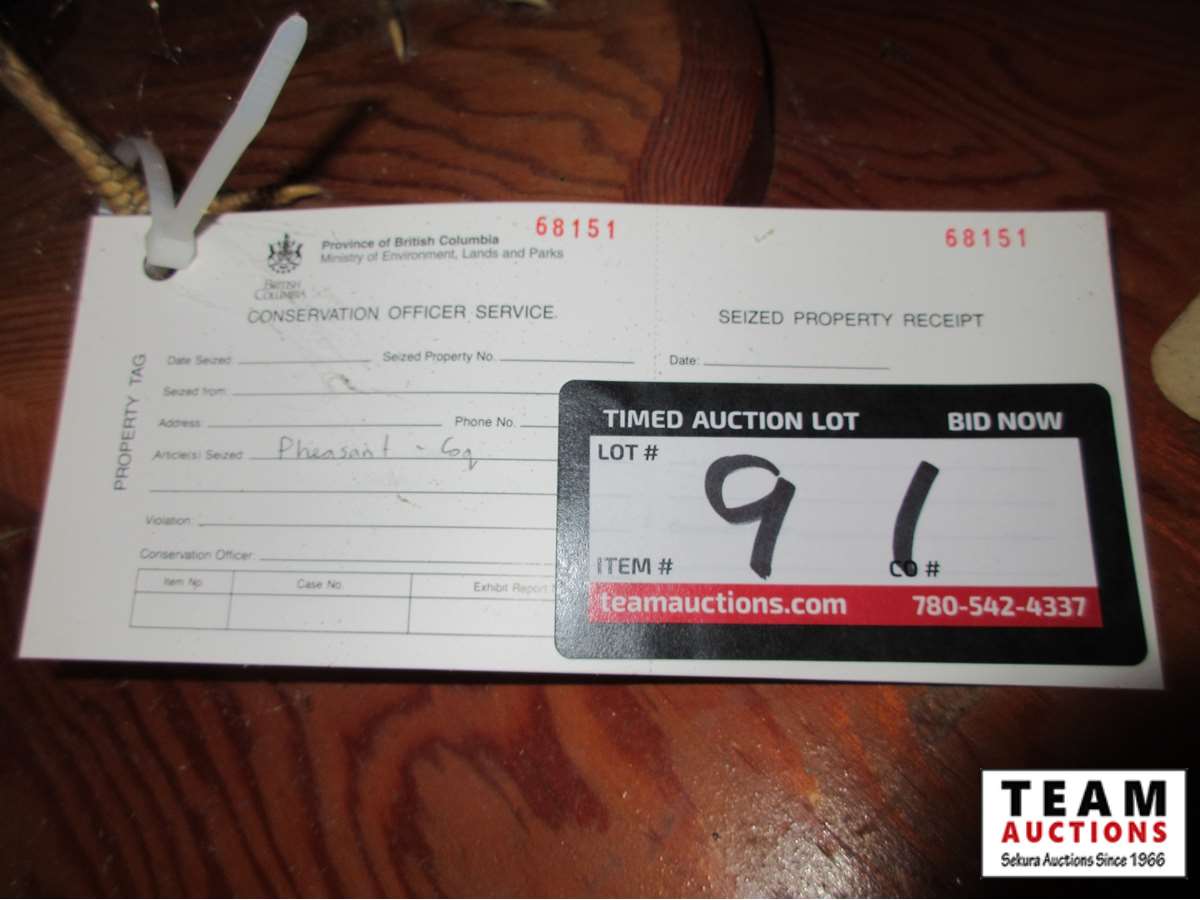 68151
68151
Province of British Columbia
Ministry of Environment, Lands and Parks
BRITISH
COLUMBIA
CONSERVATION OFFICER SERVICE
SEIZED PROPERTY RECEIPT
PROPERTY TAG
Date Seized: Seized Property No.
Date:
Seized from:
Address: Phone No.
Article(s) Seized Pheasant -
Violation:
Conservation Officer:
Item No. Case No. Exhibit Report
TIMED AUCTION LOT BID NOW
LOT #
91
ITEM # CO #
teamauctions.com 780-542-4337
TEAM
AUCTIONS
Sekura Auctions Since 1966